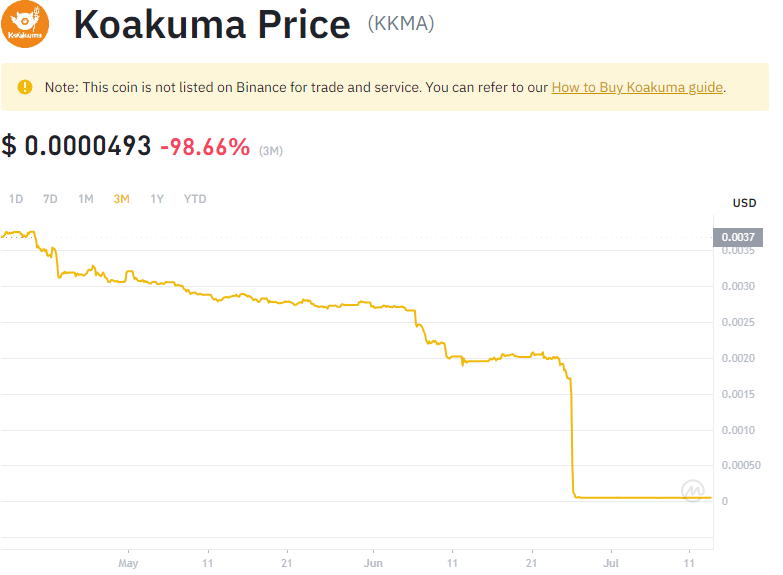 Koakuma
Koakuma Price (KKMA)
Note: This coin is not listed on Binance for trade and service. You can refer to our How to Buy Koakuma guide.
$ 0.0000493 -98.66% (3M)
1D 7D 1M 3M 1Y YTD
USD
0.0037
0.0035
0.0030
0.0025
0.0020
0.0015
0.0010
0.00050
0
May 11 21 Jun 11 21 Jul 11